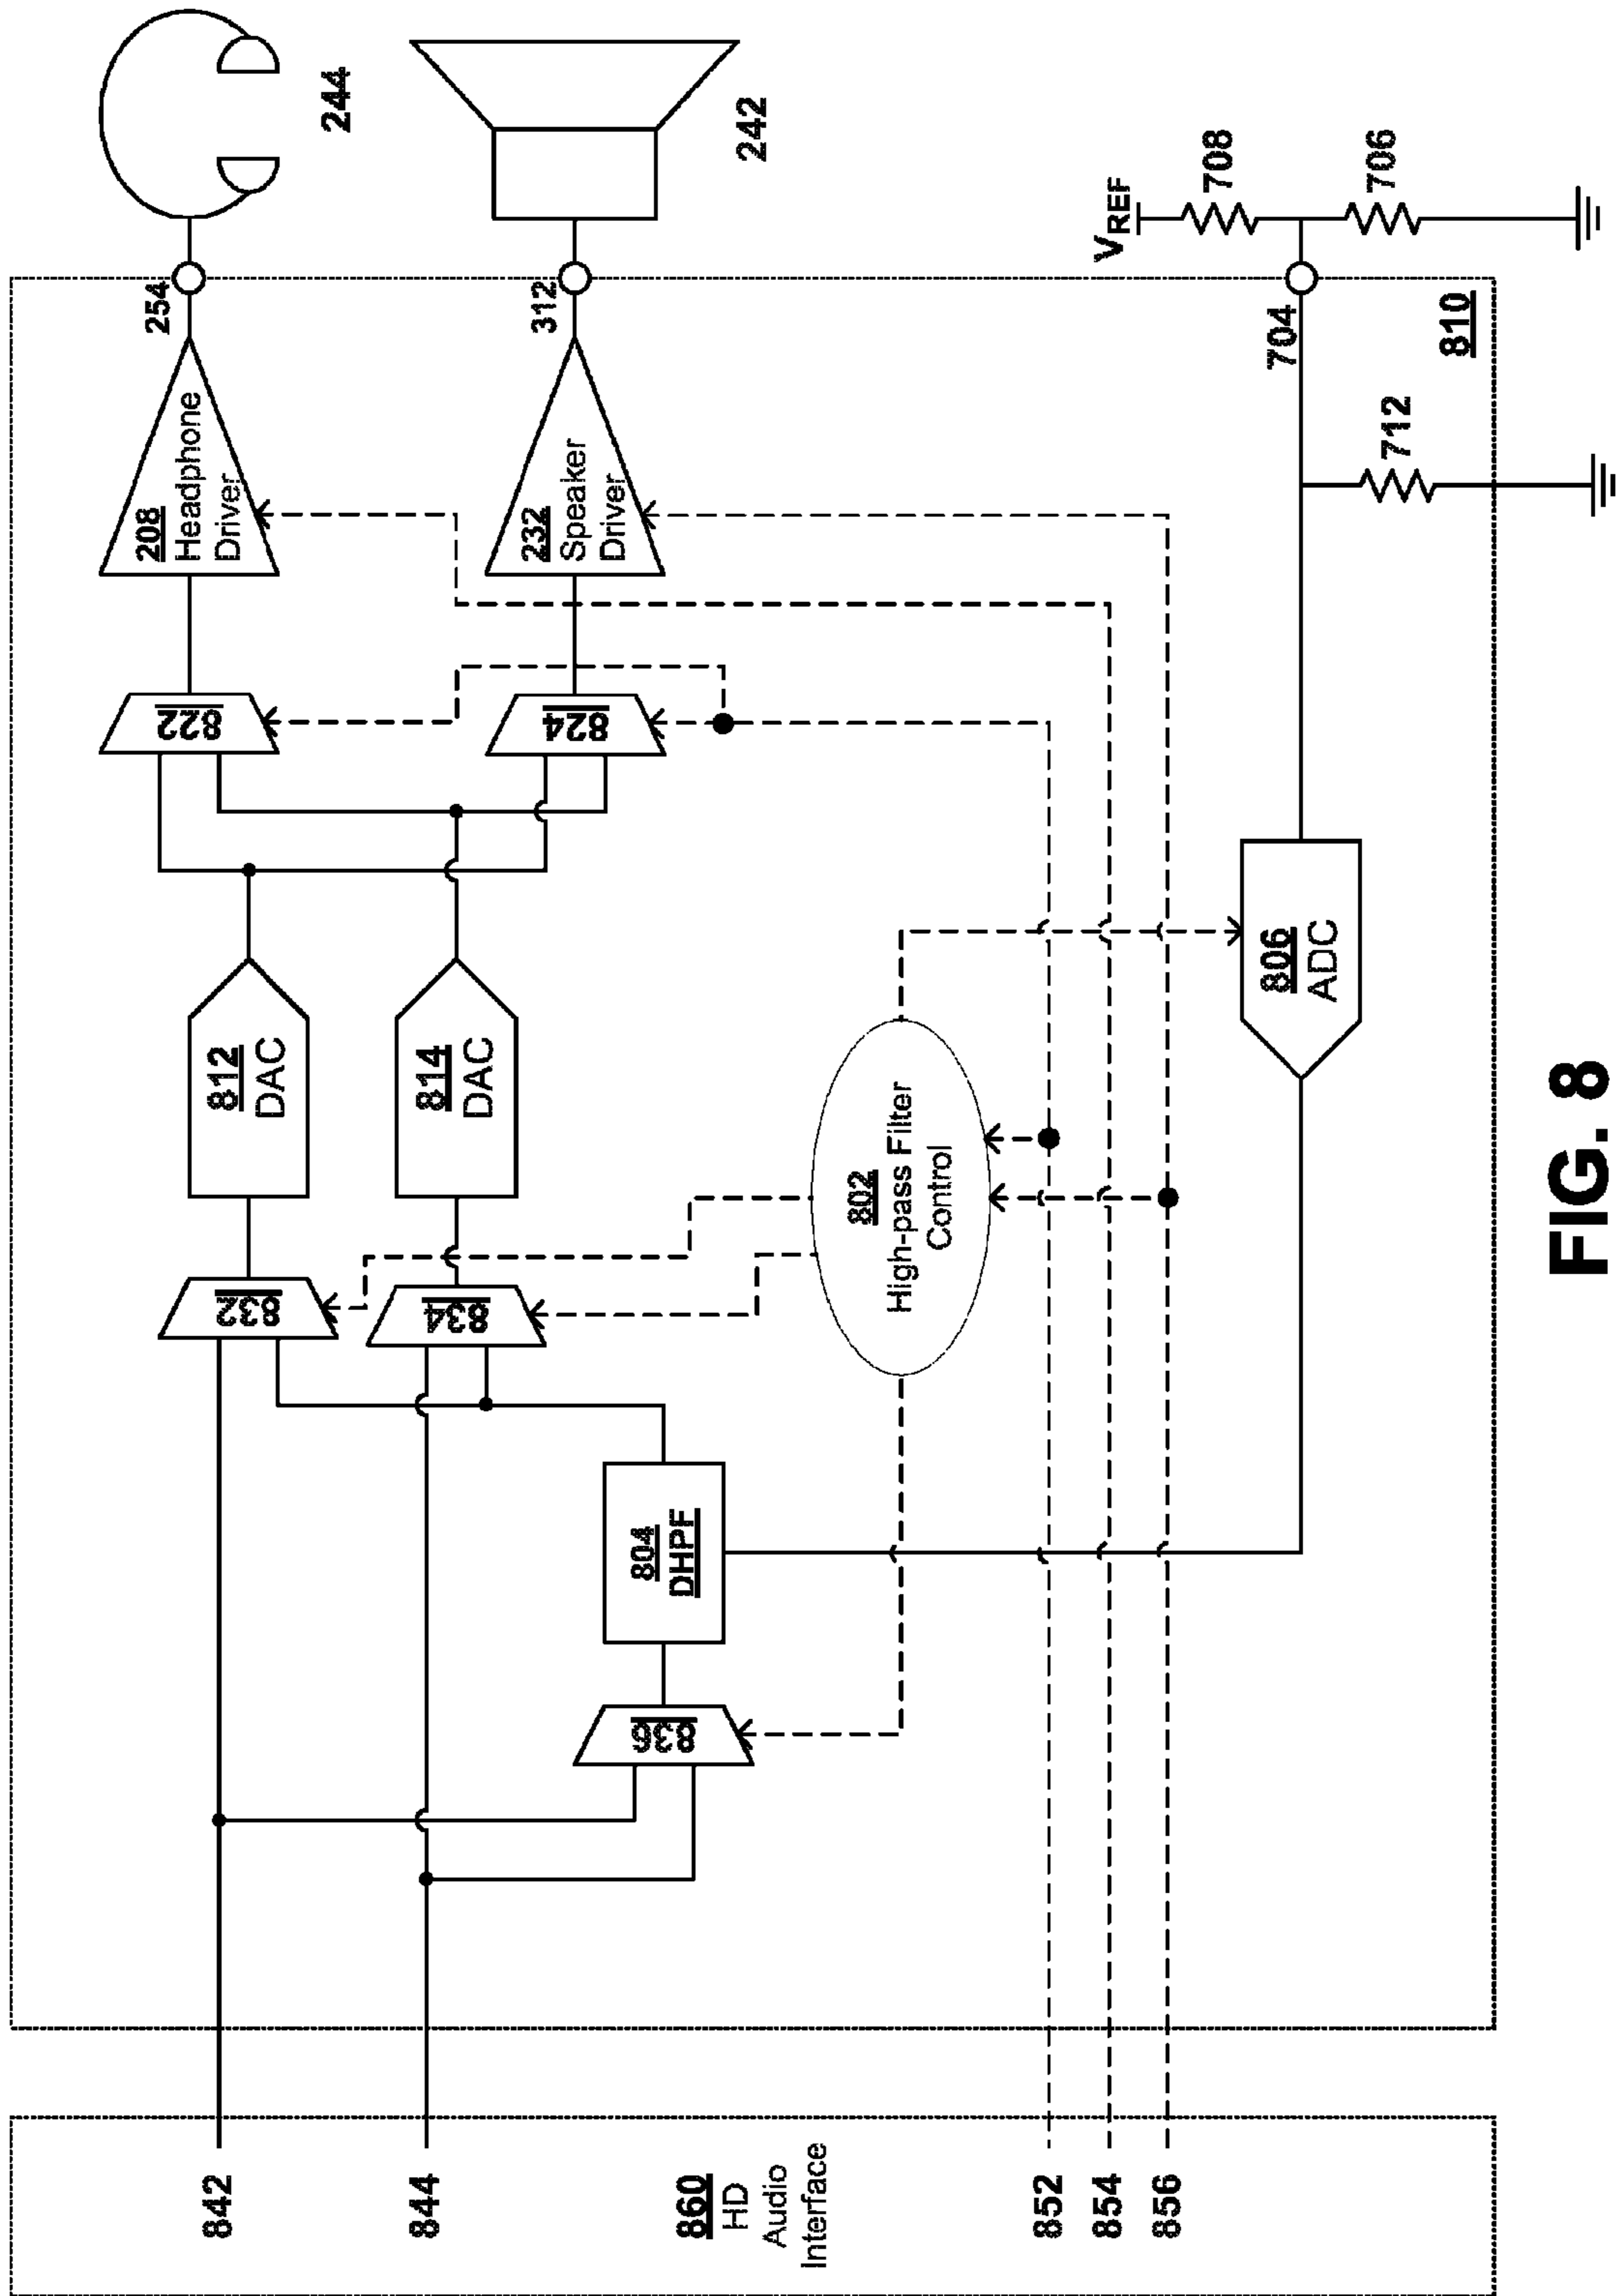 842
844
860
HD
Audio
Interface
852
854
856
836
804
DHPF
832
834
812
DAC
814
DAC
802
High-pass Filter
Control
806
ADC
822
824
208
Headphone
Driver
232
Speaker
Driver
254
312
704
712
810
244
242
VREF
708
706
FIG. 8